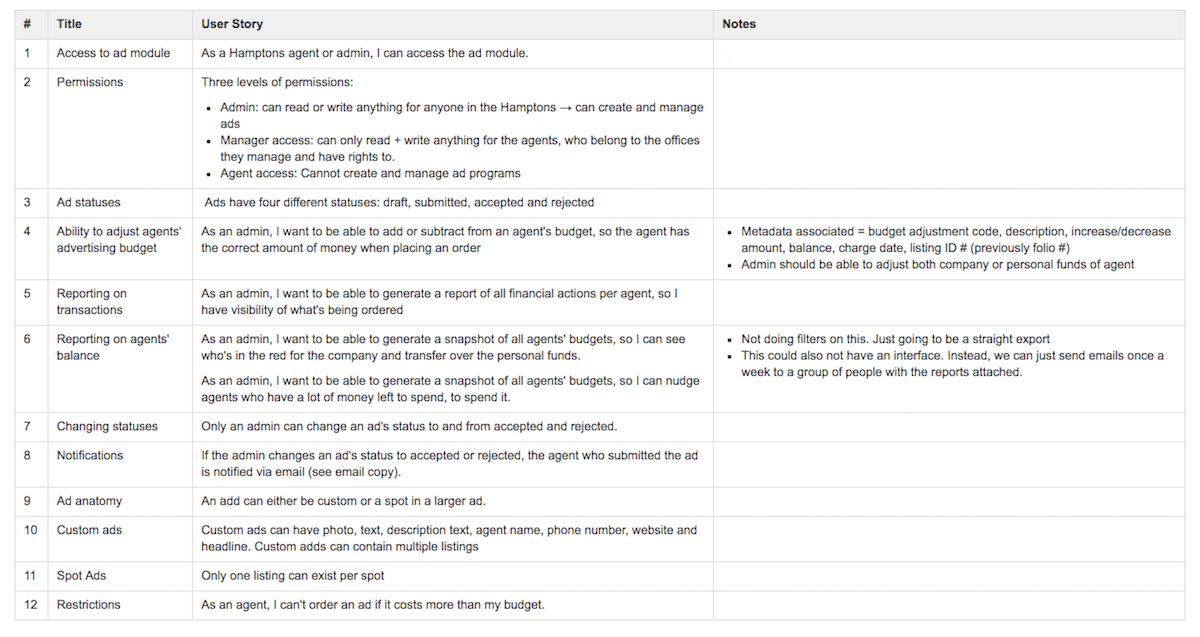 # Title User Story Notes
1 Access to ad module As a Hamptons agent or admin, I can access the ad module.
2 Permissions Three levels of permissions:
• Admin: can read or write anything for anyone in the Hamptons → can create and manage
ads
• Manager access: can only read + write anything for the agents, who belong to the offices
they manage and have rights to.
• Agent access: Cannot create and manage ad programs
3 Ad statuses Ads have four different statuses: draft, submitted, accepted and rejected
4 Ability to adjust agents'
advertising budget
As an admin, I want to be able to add or subtract from an agent's budget, so the agent has
the correct amount of money when placing an order
• Metadata associated = budget adjustment code, description, increase/decrease
amount, balance, charge date, listing ID # (previously folio #)
• Admin should be able to adjust both company or personal funds of agent
5 Reporting on
transactions
As an admin, I want to be able to generate a report of all financial actions per agent, so I
have visibility of what's being ordered
6 Reporting on agents'
balance
As an admin, I want to be able to generate a snapshot of all agents' budgets, so I can see
who's in the red for the company and transfer over the personal funds.
As an admin, I want to be able to generate a snapshot of all agents' budgets, so I can nudge
agents who have a lot of money left to spend, to spend it.
• Not doing filters on this. Just going to be a straight export
• This could also not have an interface. Instead, we can just send emails once a
week to a group of people with the reports attached.
7 Changing statuses Only an admin can change an ad's status to and from accepted and rejected.
8 Notifications If the admin changes an ad's status to accepted or rejected, the agent who submitted the ad
is notified via email (see email copy).
9 Ad anatomy An add can either be custom or a spot in a larger ad.
10 Custom ads Custom ads can have photo, text, description text, agent name, phone number, website and
headline. Custom adds can contain multiple listings
11 Spot Ads Only one listing can exist per spot
12 Restrictions As an agent, I can't order an ad if it costs more than my budget.